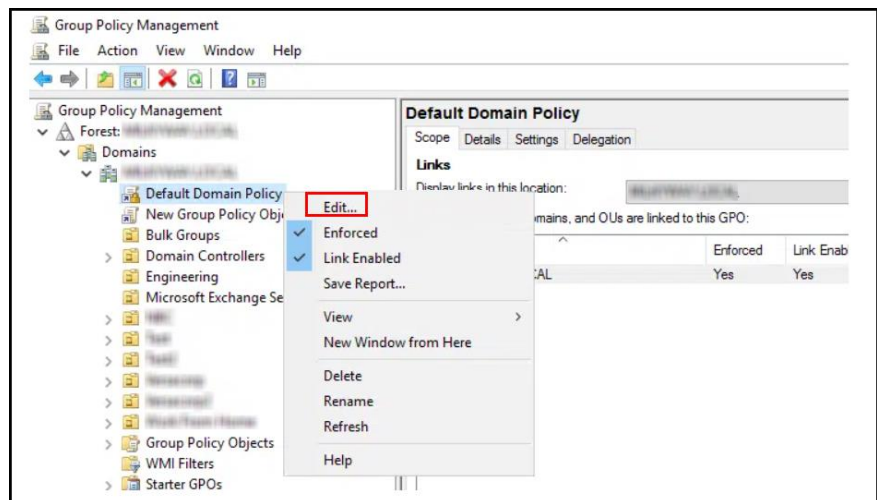 Group Policy Management
File Action View Window Help
Group Policy Management
Forest:
Domains
Default Domain Policy
New Group Policy Obj
Bulk Groups
Domain Controllers
Engineering
Microsoft Exchange Se
Group Policy Objects
WMI Filters
Starter GPOs
Edit...
Enforced
Link Enabled
Save Report...
View
New Window from Here
Delete
Rename
Refresh
Help
Default Domain Policy
Scope Details Settings Delegation
Links
Display links in this location:
omains, and OUs are linked to this GPO:
Enforced Link Enab
CAL Yes Yes